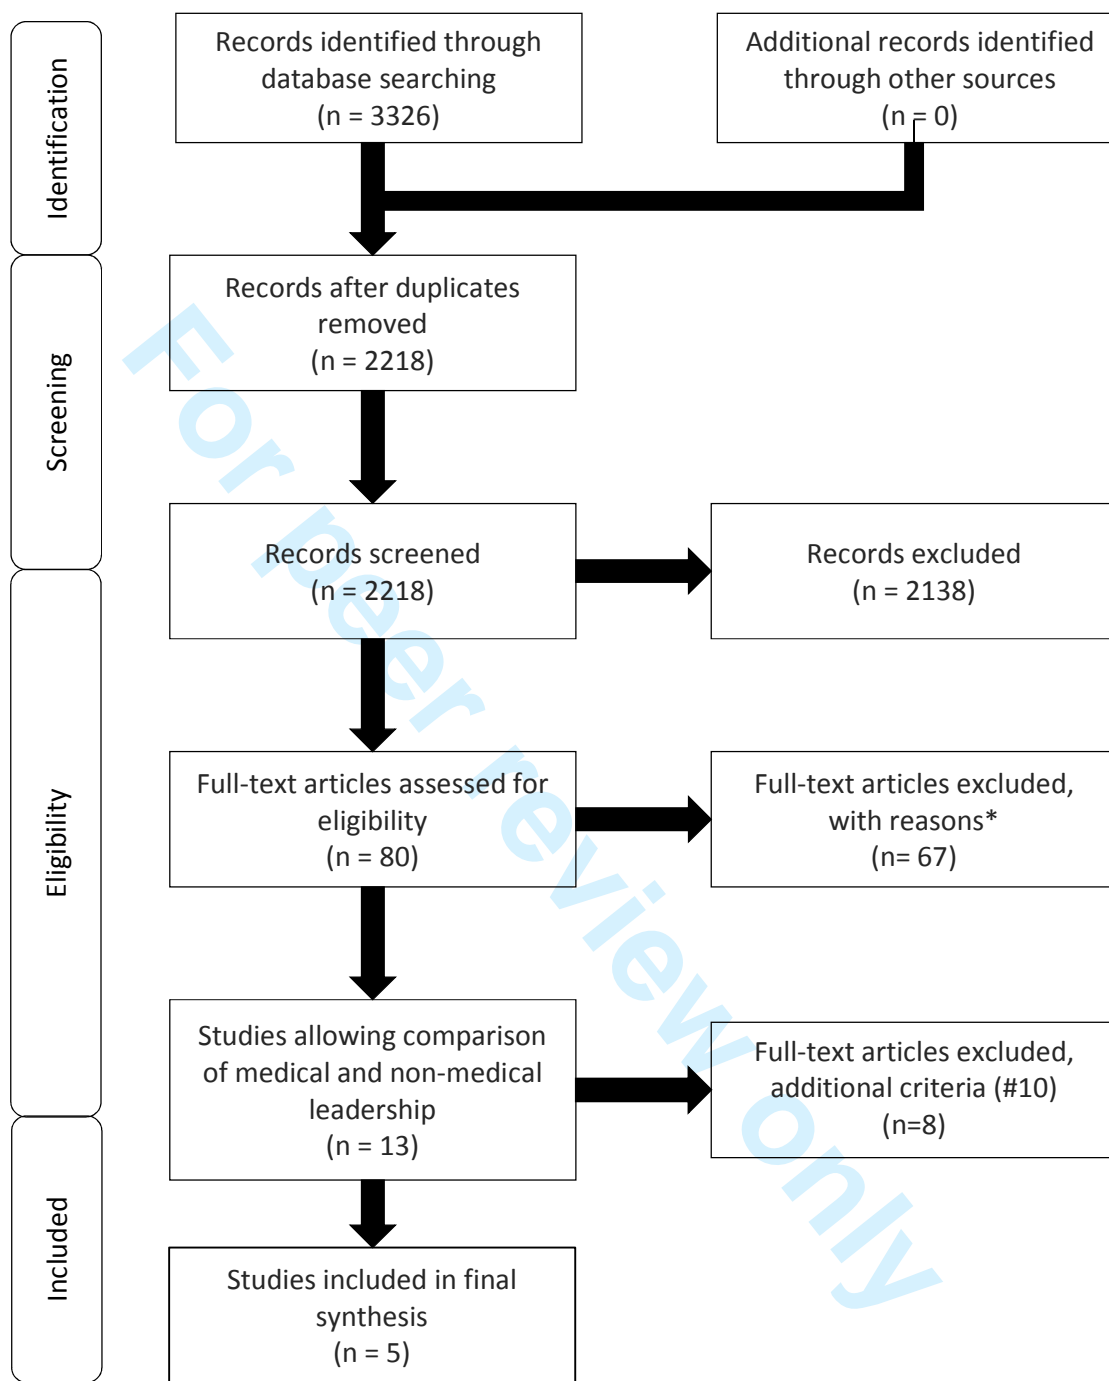 Identification
Records identified through
database searching
(n = 3326)
Additional records identified
through other sources
(n = 0)
Screening
Records after duplicates
removed
(n = 2218)
Records screened
(n = 2218)
Records excluded
(n = 2138)
Eligibility
Full-text articles assessed for
eligibility
(n = 80)
Full-text articles excluded,
with reasons*
(n= 67)
Studies allowing comparison
of medical and non-medical
leadership
(n = 13)
Full-text articles excluded,
additional criteria (#10)
(n=8)
Included
Studies included in final
synthesis
(n = 5)
For peer review only